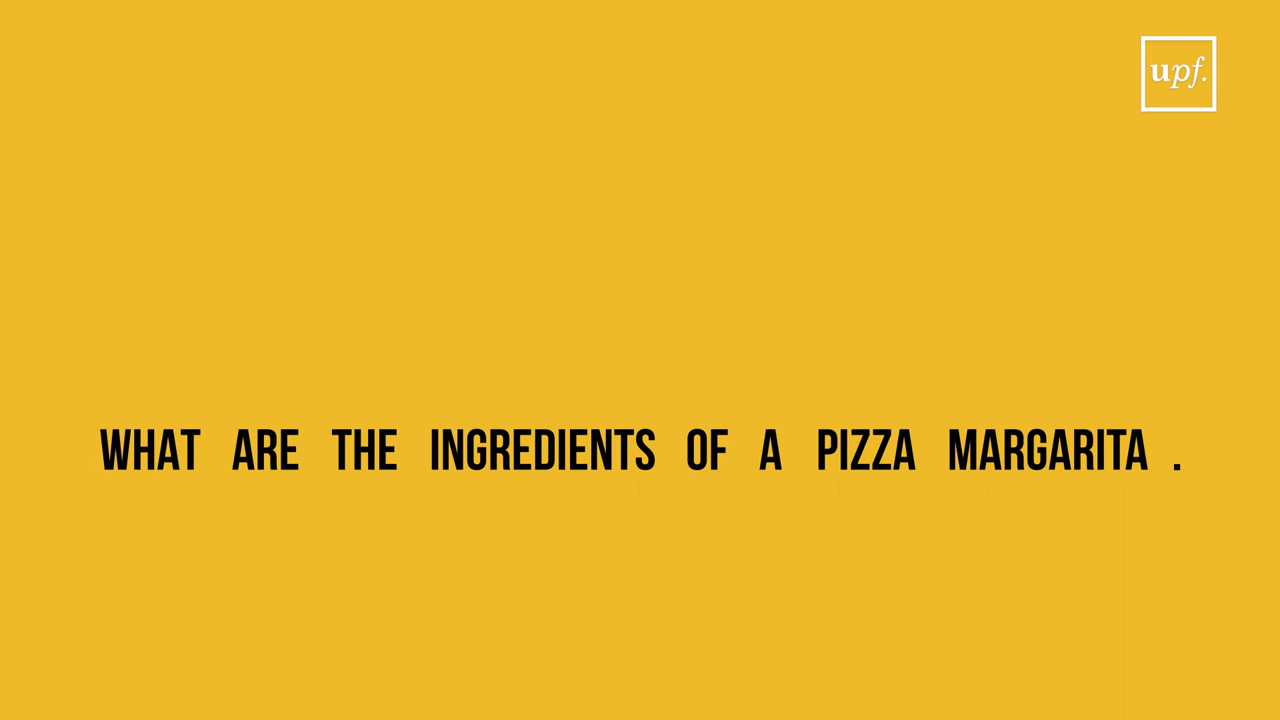 upf.
WHAT ARE THE INGREDIENTS OF A PIZZA MARGARITA .